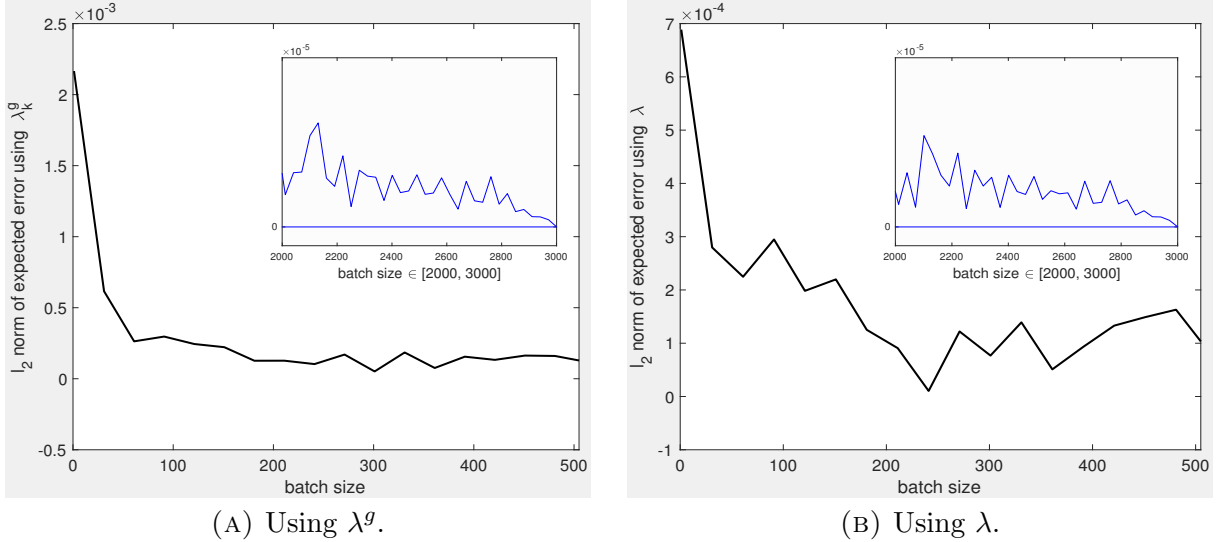 ×10^-3
2.5
2
1.5
1
0.5
0
-0.5
l_2 norm of expected error using λ_k^g
0 100 200 300 400 500
batch size
×10^-5
0
2000 2200 2400 2600 2800 3000
batch size ∈ [2000, 3000]
(A) Using λ^g.
×10^-4
7
6
5
4
3
2
1
0
-1
l_2 norm of expected error using λ
0 100 200 300 400 500
batch size
×10^-5
0
2000 2200 2400 2600 2800 3000
batch size ∈ [2000, 3000]
(B) Using λ.